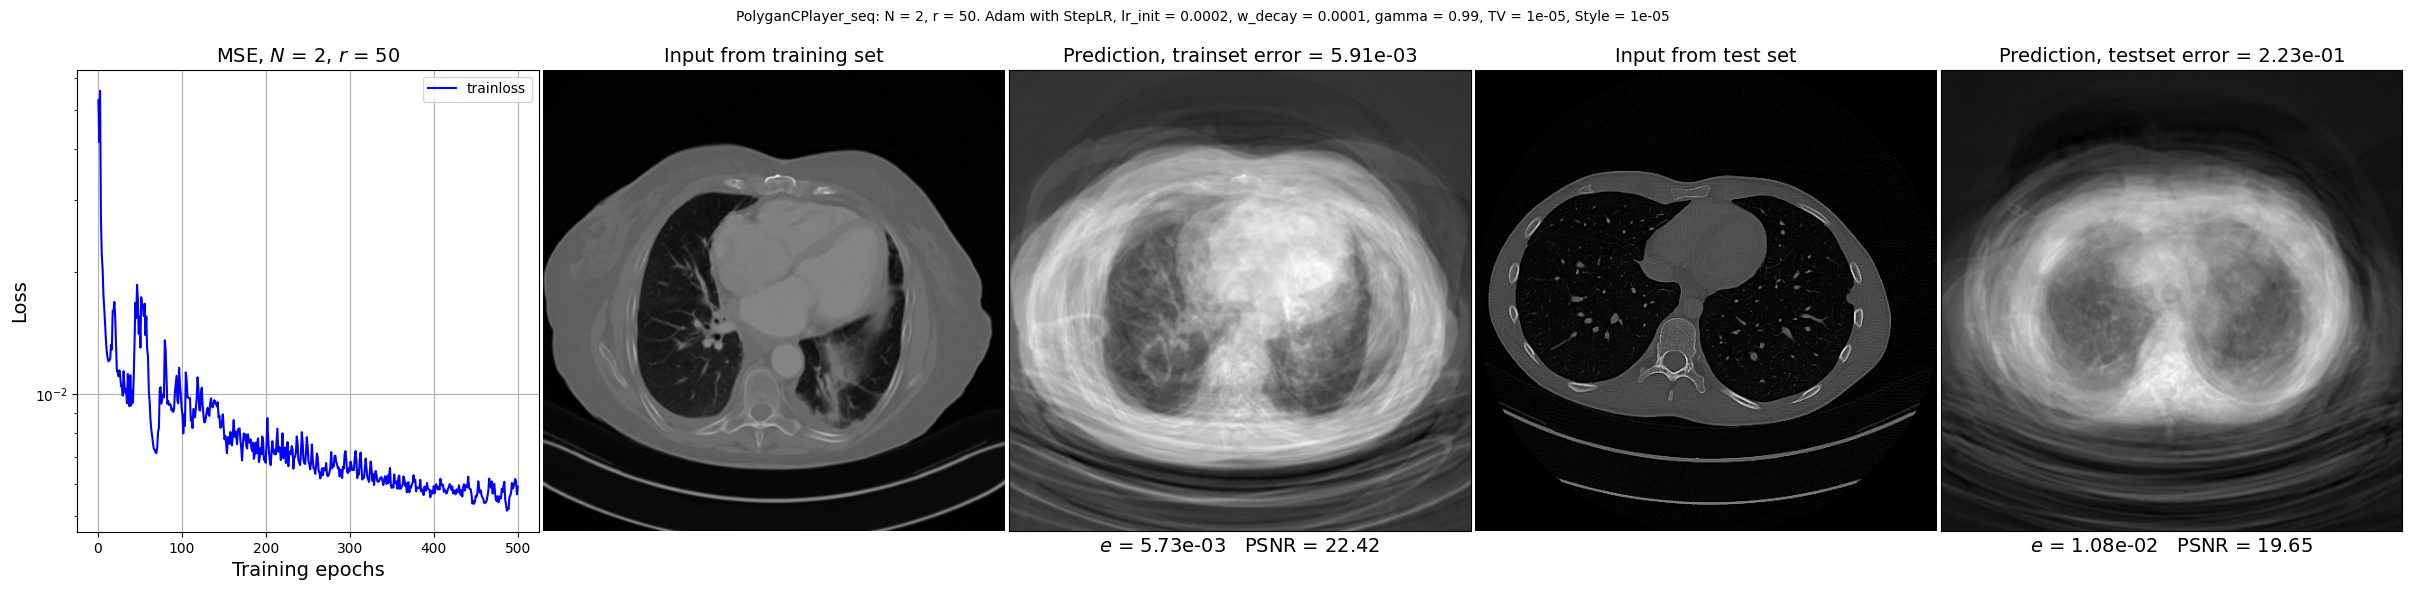 PolyganCPlayer_seq: N = 2, r = 50. Adam with StepLR, lr_init = 0.0002, w_decay = 0.0001, gamma = 0.99, TV = 1e-05, Style = 1e-05
MSE, N = 2, r = 50
Input from training set
Prediction, trainset error = 5.91e-03
Input from test set
Prediction, testset error = 2.23e-01
trainloss
Loss
10⁻²
0 100 200 300 400 500
Training epochs
e = 5.73e-03 PSNR = 22.42
e = 1.08e-02 PSNR = 19.65